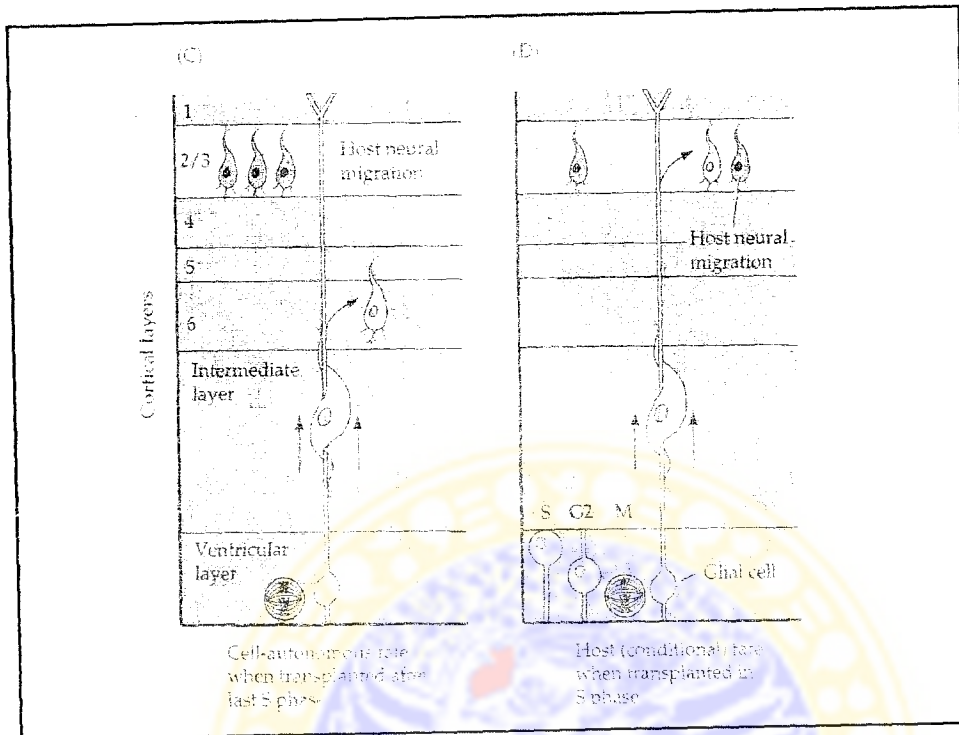 (C)
(D)
Cortical layers
1
2/3
Host neural
migration
4
5
6
Intermediate
layer
Ventricular
layer
Host neural
migration
S G2 M
Glial cell
Cell-autonomous fate
when transplanted after
last S phase
Host (conditional) fate
when transplanted in
S phase